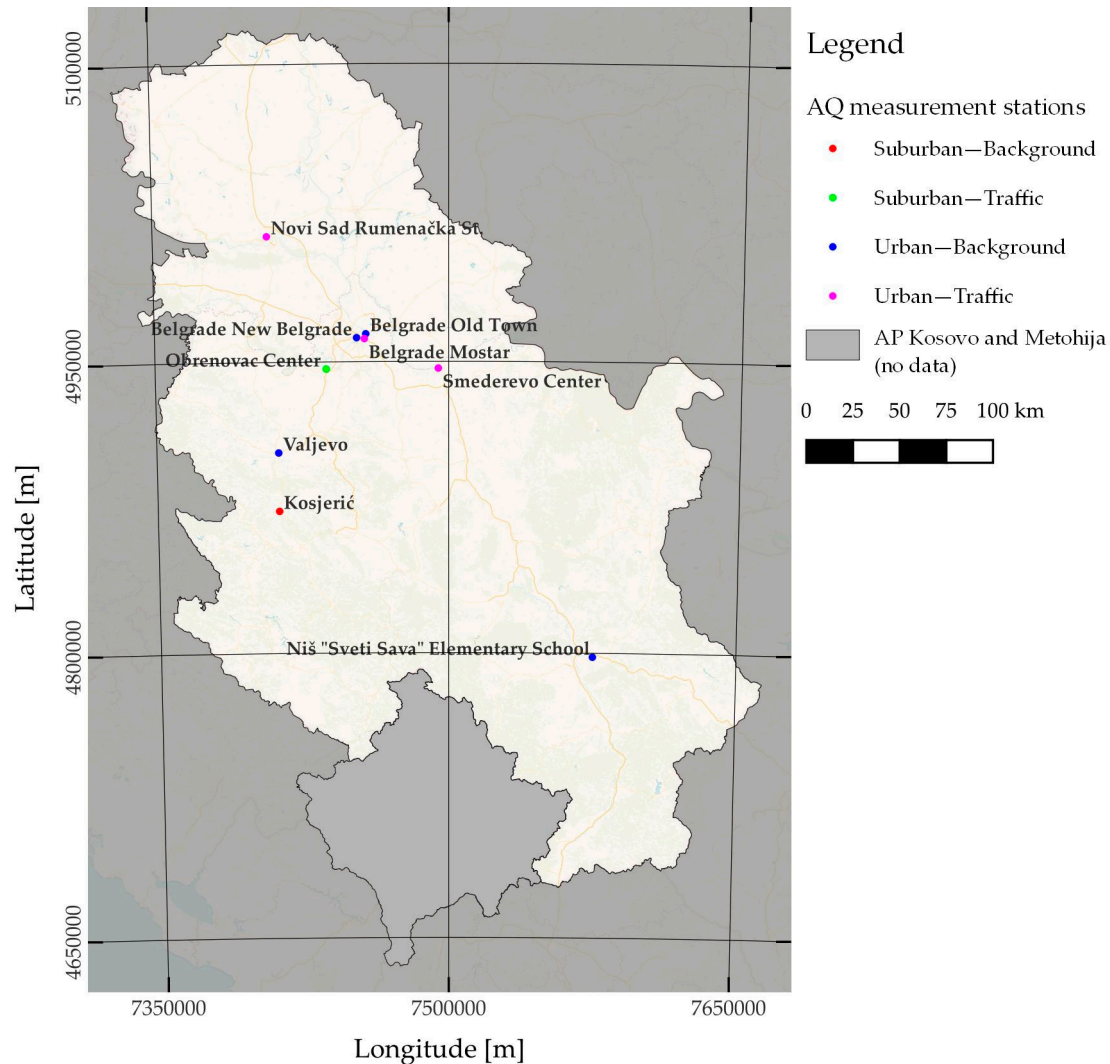 Legend
AQ measurement stations
Suburban—Background
Suburban—Traffic
Urban—Background
Urban—Traffic
AP Kosovo and Metohija
(no data)
0 25 50 75 100 km
5100000
4950000
4800000
4650000
Latitude [m]
Novi Sad Rumenačka St.
Belgrade New Belgrade
Belgrade Old Town
Belgrade Mostar
Obrenovac Center
Smederevo Center
Valjevo
Kosjerić
Niš "Sveti Sava" Elementary School
7350000
7500000
7650000
Longitude [m]